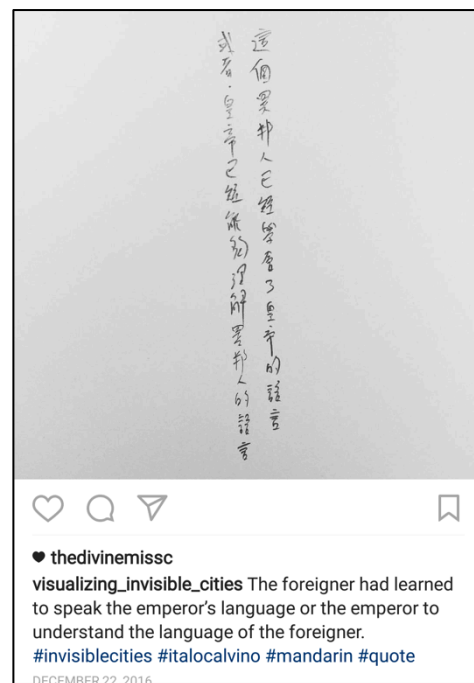 這個異邦人已經學會了皇帝的語言
或者，皇帝已經能夠理解異邦人的語言
thedivinemissc
visualizing_invisible_cities The foreigner had learned
to speak the emperor's language or the emperor to
understand the language of the foreigner.
#invisiblecities #italocalvino #mandarin #quote
DECEMBER 22, 2016